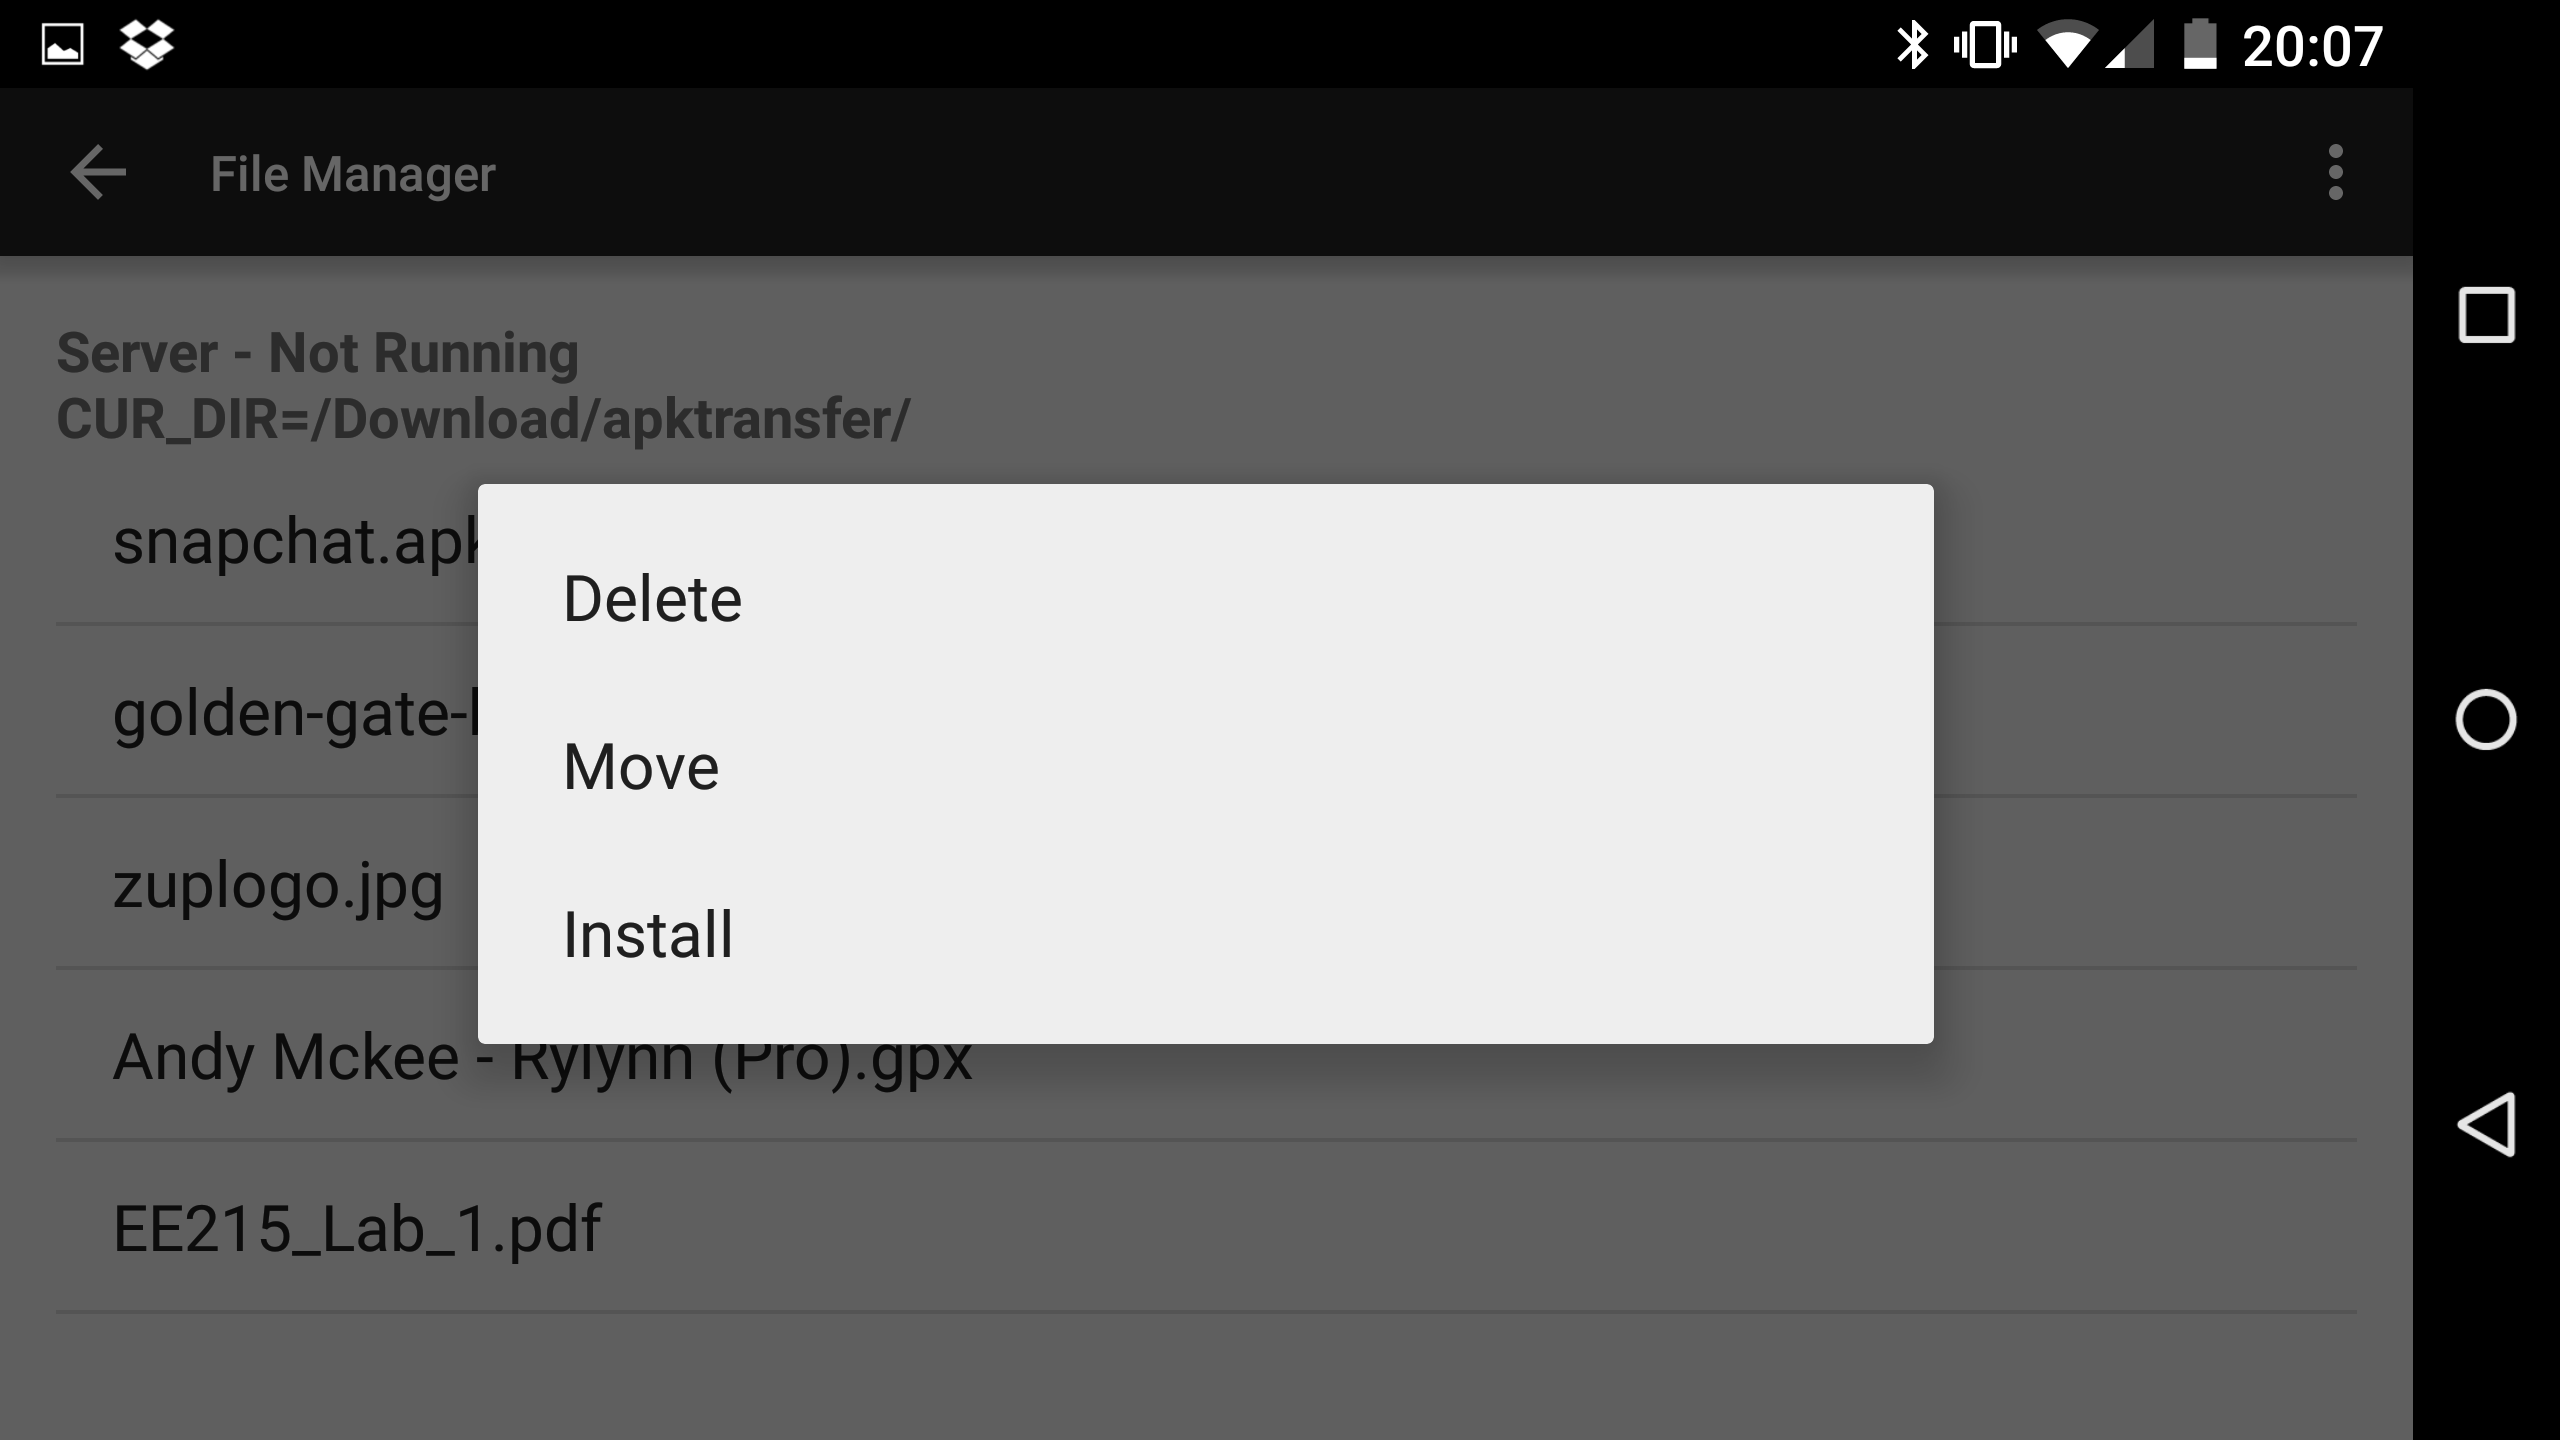 20:07
File Manager
Server - Not Running
CUR_DIR=/Download/apktransfer/
snapchat.apk
golden-gate-
zuplogo.jpg
Andy Mckee - Rylynn (Pro).gpx
EE215_Lab_1.pdf
Delete
Move
Install